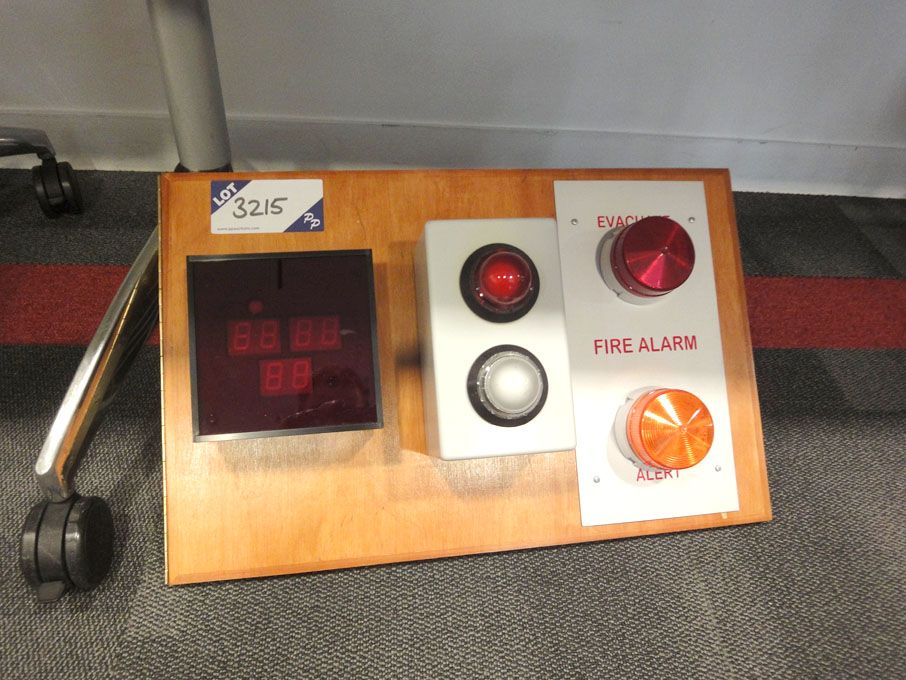 LOT
3215
PP
EVACUATE
FIRE ALARM
ALERT